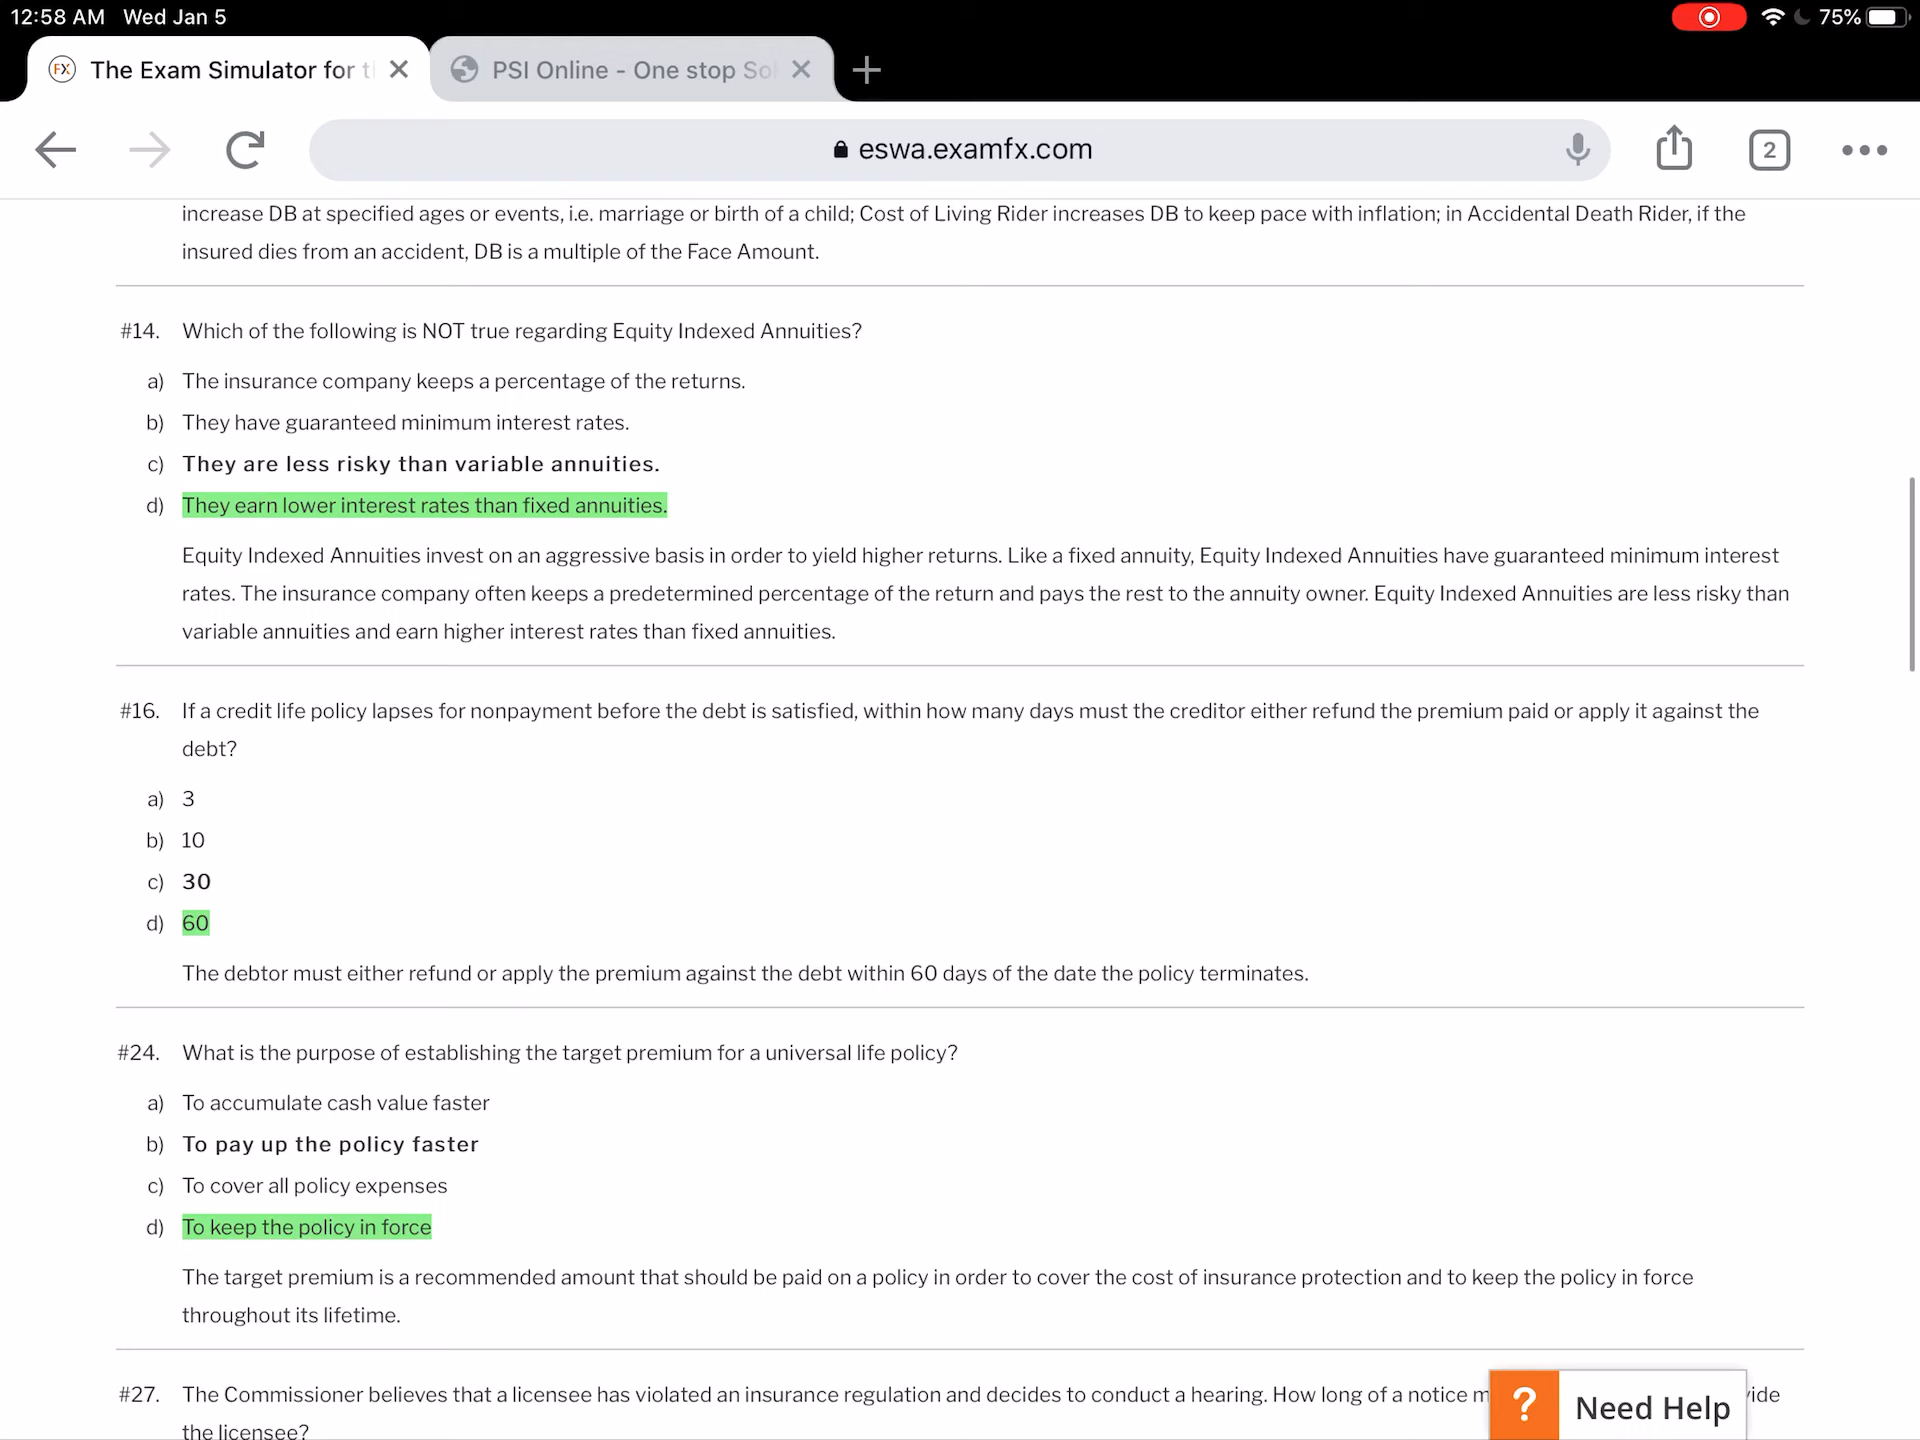 12:58 AM Wed Jan 5
75%
FX The Exam Simulator for t
PSI Online - One stop Sol
eswa.examfx.com
2
increase DB at specified ages or events, i.e. marriage or birth of a child; Cost of Living Rider increases DB to keep pace with inflation; in Accidental Death Rider, if the
insured dies from an accident, DB is a multiple of the Face Amount.
#14. Which of the following is NOT true regarding Equity Indexed Annuities?
a) The insurance company keeps a percentage of the returns.
b) They have guaranteed minimum interest rates.
c) They are less risky than variable annuities.
d) They earn lower interest rates than fixed annuities.
Equity Indexed Annuities invest on an aggressive basis in order to yield higher returns. Like a fixed annuity, Equity Indexed Annuities have guaranteed minimum interest
rates. The insurance company often keeps a predetermined percentage of the return and pays the rest to the annuity owner. Equity Indexed Annuities are less risky than
variable annuities and earn higher interest rates than fixed annuities.
#16. If a credit life policy lapses for nonpayment before the debt is satisfied, within how many days must the creditor either refund the premium paid or apply it against the
debt?
a) 3
b) 10
c) 30
d) 60
The debtor must either refund or apply the premium against the debt within 60 days of the date the policy terminates.
#24. What is the purpose of establishing the target premium for a universal life policy?
a) To accumulate cash value faster
b) To pay up the policy faster
c) To cover all policy expenses
d) To keep the policy in force
The target premium is a recommended amount that should be paid on a policy in order to cover the cost of insurance protection and to keep the policy in force
throughout its lifetime.
#27. The Commissioner believes that a licensee has violated an insurance regulation and decides to conduct a hearing. How long of a notice
the licensee?
? Need Help